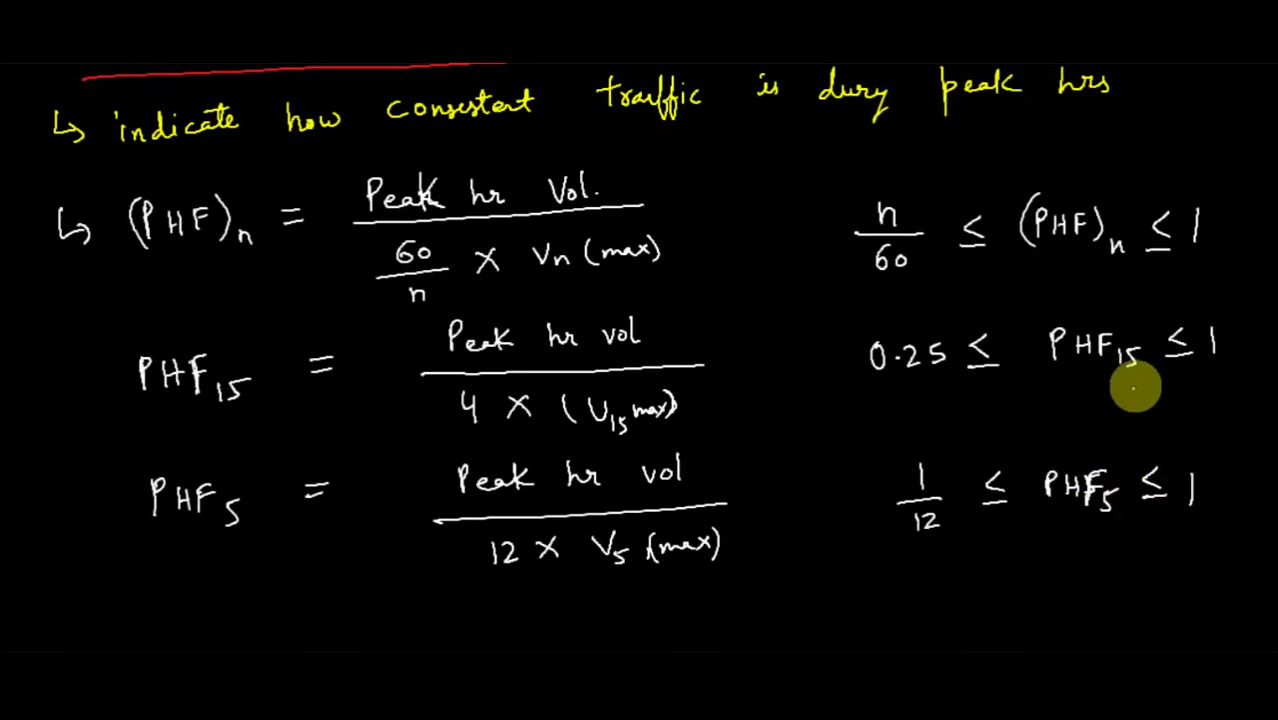 ↳ indicate how consistent trauffic is dury peak hrs
↳ (PHF)n = Peak hr Vol. / (60/n × Vn (max)) n/60 ≤ (PHF)n ≤ 1
PHF15 = Peak hr vol / (4 × (V15 max)) 0.25 ≤ PHF15 ≤ 1
PHF5 = Peak hr vol / (12 × V5 (max)) 1/12 ≤ PHF5 ≤ 1